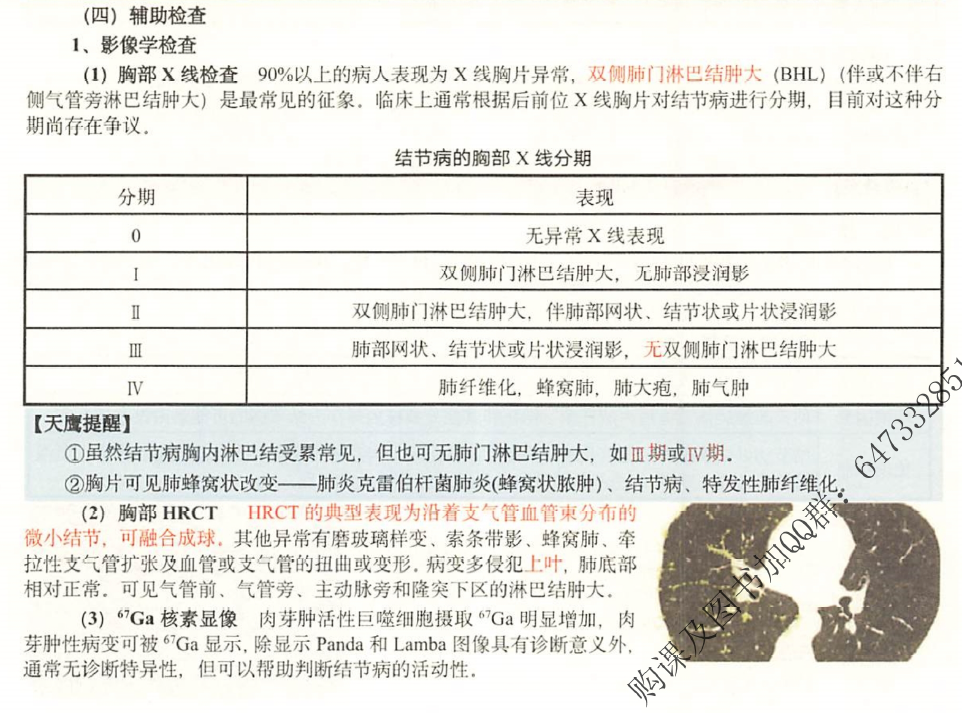 （四）辅助检查
1、影像学检查
（1）胸部 X 线检查 90%以上的病人表现为 X 线胸片异常，双侧肺门淋巴结肿大（BHL）（伴或不伴右
侧气管旁淋巴结肿大）是最常见的征象。临床上通常根据后前位 X 线胸片对结节病进行分期，目前对这种分
期尚存在争议。
结节病的胸部 X 线分期
分期 表现
0 无异常 X 线表现
Ⅰ 双侧肺门淋巴结肿大，无肺部浸润影
Ⅱ 双侧肺门淋巴结肿大，伴肺部网状、结节状或片状浸润影
Ⅲ 肺部网状、结节状或片状浸润影，无双侧肺门淋巴结肿大
Ⅳ 肺纤维化，蜂窝肺，肺大疱，肺气肿
【天鹰提醒】
①虽然结节病胸内淋巴结受累常见，但也可无肺门淋巴结肿大，如Ⅲ期或Ⅳ期。
②胸片可见肺蜂窝状改变——肺炎克雷伯杆菌肺炎(蜂窝状脓肿)、结节病、特发性肺纤维化。
（2）胸部 HRCT HRCT 的典型表现为沿着支气管血管束分布的
微小结节，可融合成球。其他异常有磨玻璃样变、索条带影、蜂窝肺、牵
拉性支气管扩张及血管或支气管的扭曲或变形。病变多侵犯上叶，肺底部
相对正常。可见气管前、气管旁、主动脉旁和隆突下区的淋巴结肿大。
（3）⁶⁷Ga 核素显像 肉芽肿活性巨噬细胞摄取 ⁶⁷Ga 明显增加，肉
芽肿性病变可被 ⁶⁷Ga 显示，除显示 Panda 和 Lamba 图像具有诊断意义外，
通常无诊断特异性，但可以帮助判断结节病的活动性。
购课及图书加QQ群：647332851